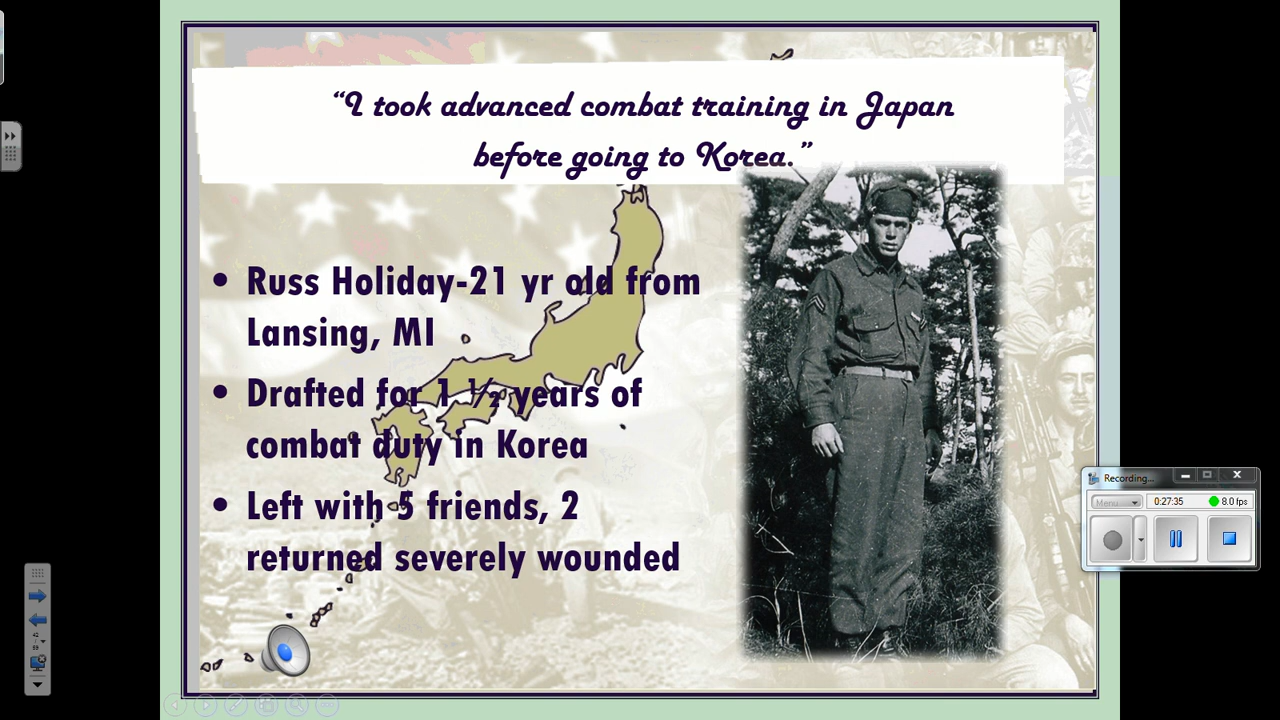 “I took advanced combat training in Japan
before going to Korea.”
• Russ Holiday-21 yr old from
Lansing, MI
• Drafted for 1 ½ years of
combat duty in Korea
• Left with 5 friends, 2
returned severely wounded
Recording...
Menu
0:27:35
8.0 fps
42
/
99